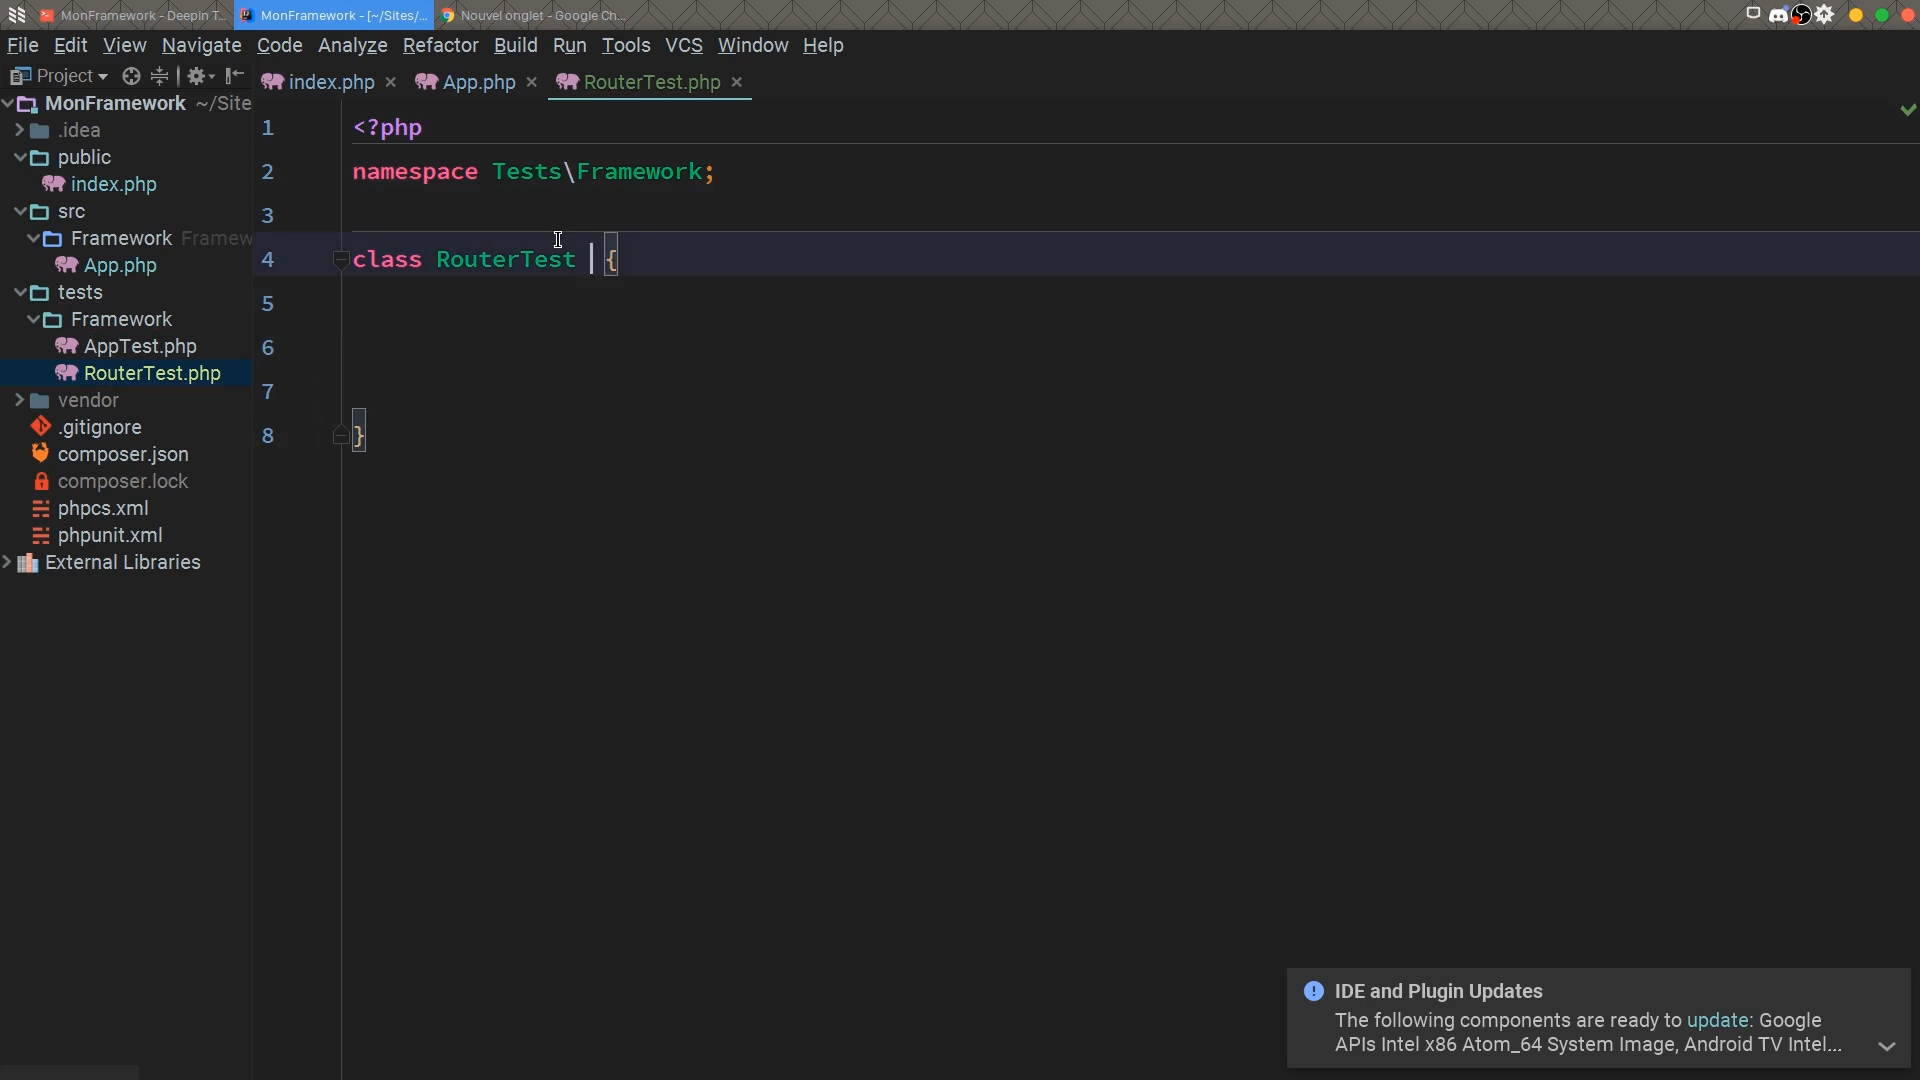 MonFramework - Deepin T...
MonFramework - [~/Sites/...
Nouvel onglet - Google Ch...
File Edit View Navigate Code Analyze Refactor Build Run Tools VCS Window Help
Project
index.php
App.php
RouterTest.php
MonFramework ~/Site
.idea
public
index.php
src
Framework Framew
App.php
tests
Framework
AppTest.php
RouterTest.php
vendor
.gitignore
composer.json
composer.lock
phpcs.xml
phpunit.xml
External Libraries
1 <?php
2 namespace Tests\Framework;
3
4 class RouterTest {
5
6
7
8 }
IDE and Plugin Updates
The following components are ready to update: Google
APIs Intel x86 Atom_64 System Image, Android TV Intel...